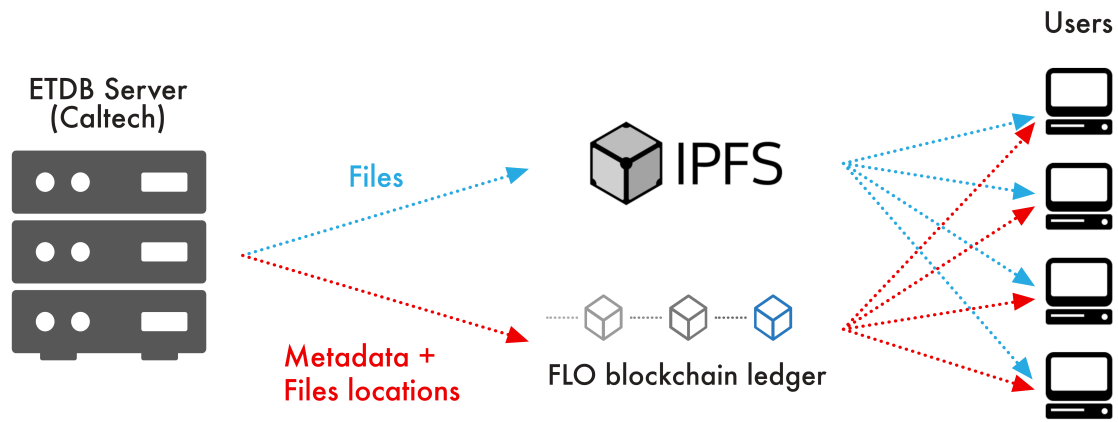 Users
ETDB Server
(Caltech)
Files
IPFS
Metadata +
Files locations
FLO blockchain ledger